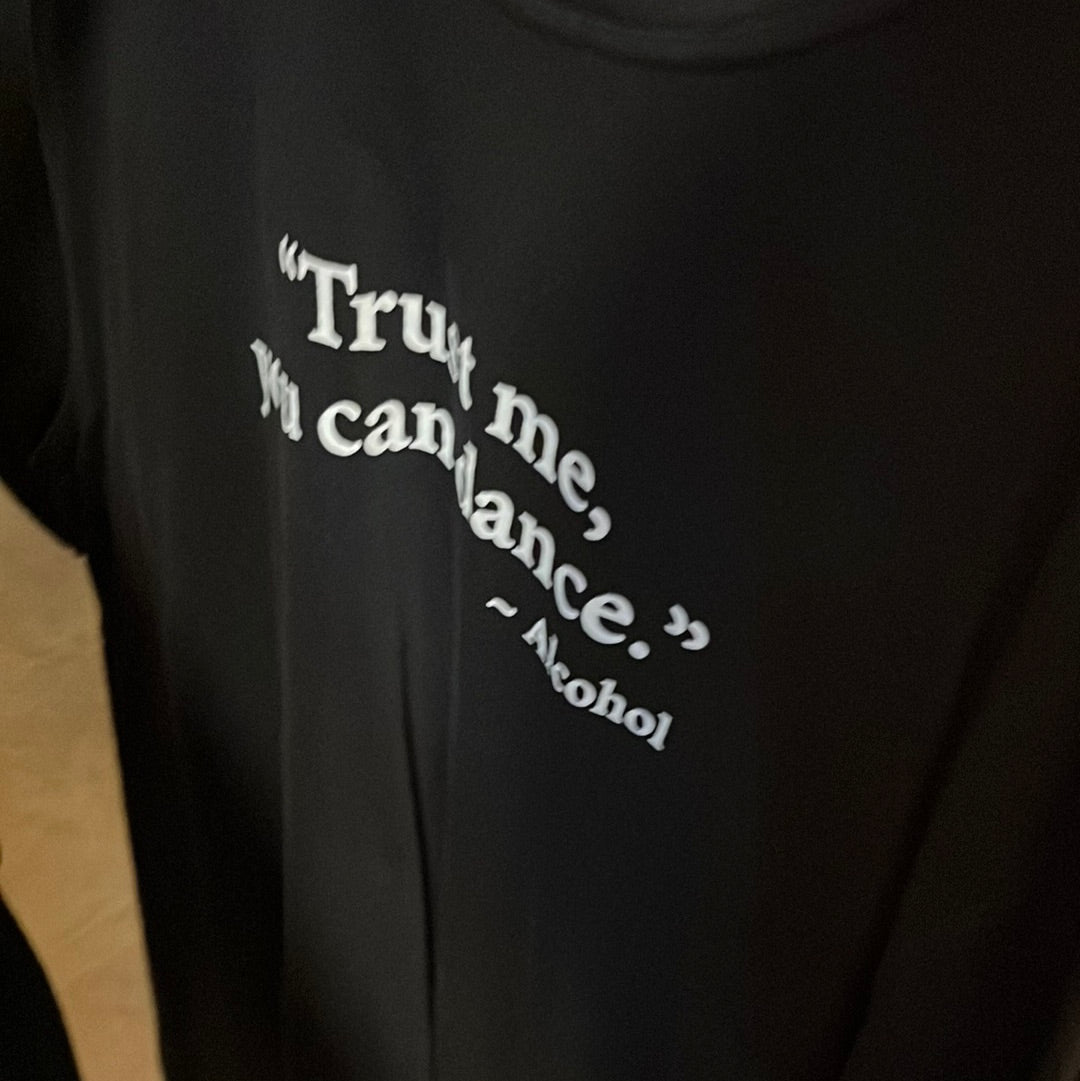 “Trust me,
you can dance.”
~ Alcohol